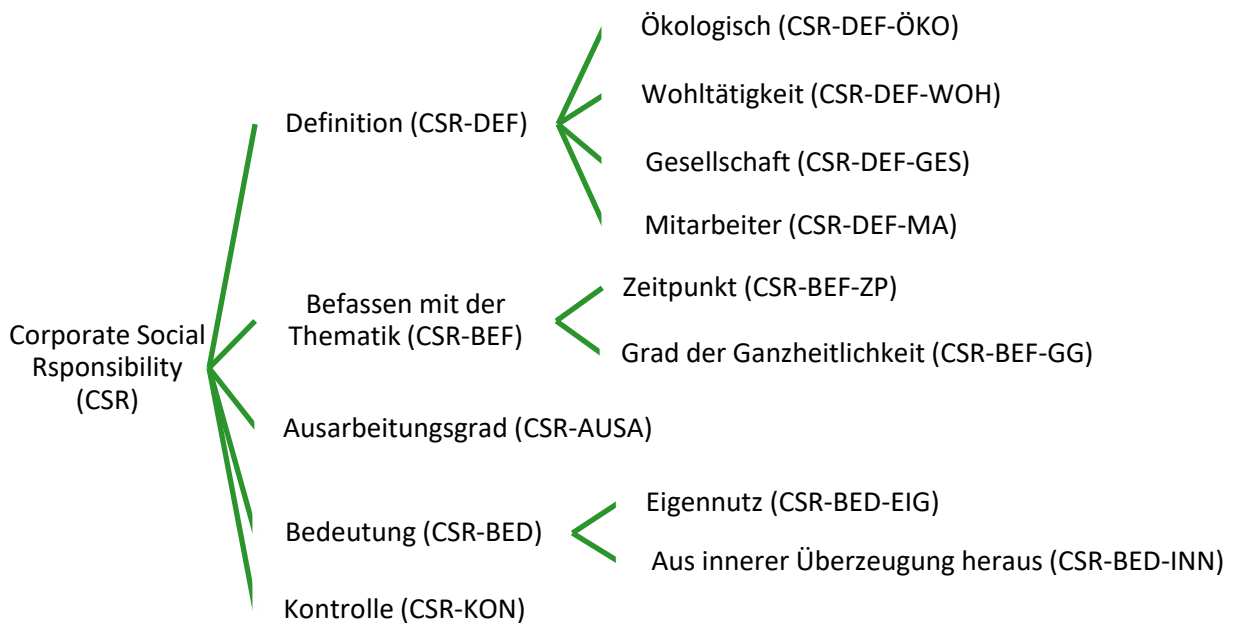 Corporate Social
Rsponsibility
(CSR)
Definition (CSR-DEF)
Ökologisch (CSR-DEF-ÖKO)
Wohltätigkeit (CSR-DEF-WOH)
Gesellschaft (CSR-DEF-GES)
Mitarbeiter (CSR-DEF-MA)
Befassen mit der
Thematik (CSR-BEF)
Zeitpunkt (CSR-BEF-ZP)
Grad der Ganzheitlichkeit (CSR-BEF-GG)
Ausarbeitungsgrad (CSR-AUSA)
Bedeutung (CSR-BED)
Eigennutz (CSR-BED-EIG)
Aus innerer Überzeugung heraus (CSR-BED-INN)
Kontrolle (CSR-KON)